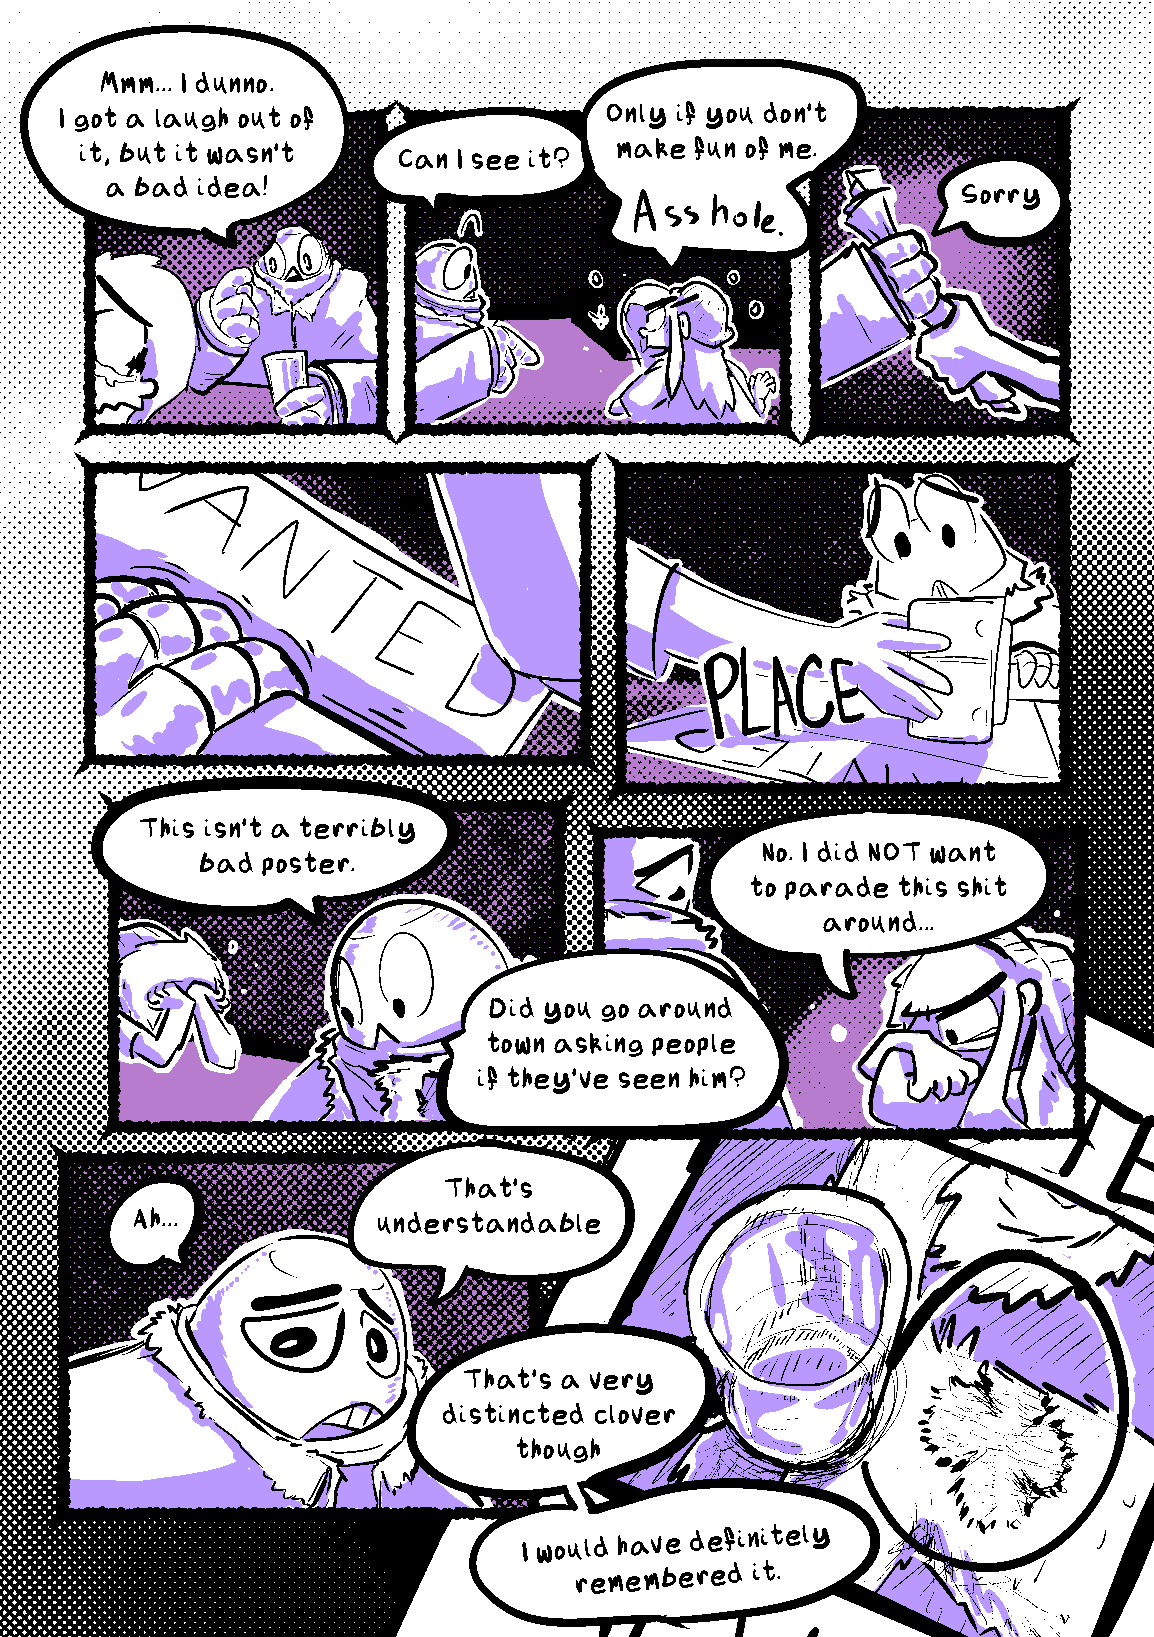 Mmm... I dunno.
I got a laugh out of
it, but it wasn't
a bad idea!
Can I see it?
Only if you don't
make fun of me.
Asshole.
Sorry
WANTED
PLACE
This isn't a terribly
bad poster.
Did you go around
town asking people
if they've seen him?
No. I did NOT want
to parade this shit
around...
Ah...
That's
understandable
That's a very
distincted clover
though
I would have definitely
remembered it.